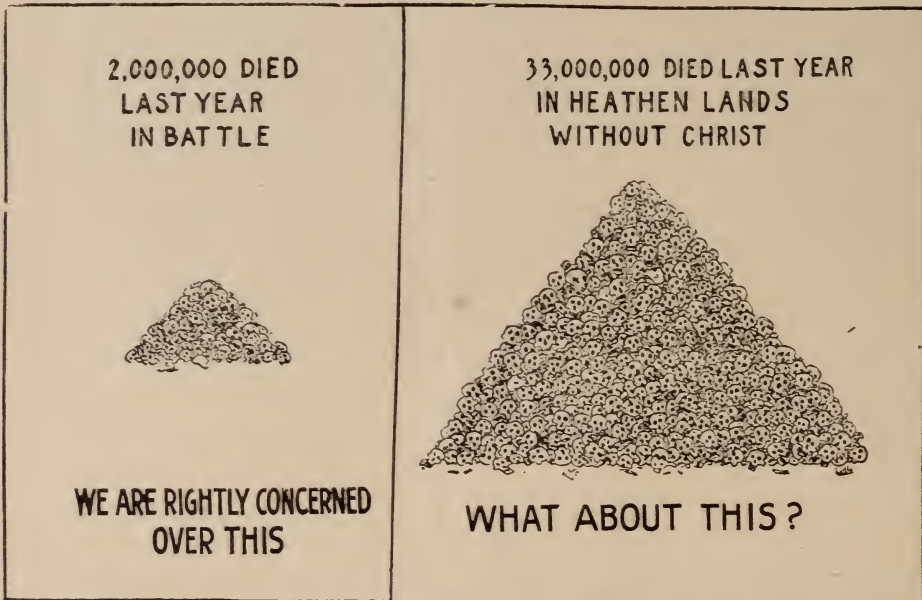 2,000,000 DIED
LAST YEAR
IN BATTLE
WE ARE RIGHTLY CONCERNED
OVER THIS
33,000,000 DIED LAST YEAR
IN HEATHEN LANDS
WITHOUT CHRIST
WHAT ABOUT THIS?